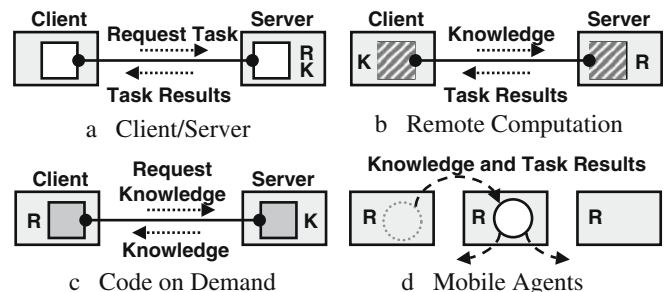 Client Server
Request Task
R
K
Task Results
a Client/Server
Client Server
Knowledge
K R
Task Results
b Remote Computation
Client Request Server
Knowledge
R K
Knowledge
c Code on Demand
Knowledge and Task Results
R R R
d Mobile Agents